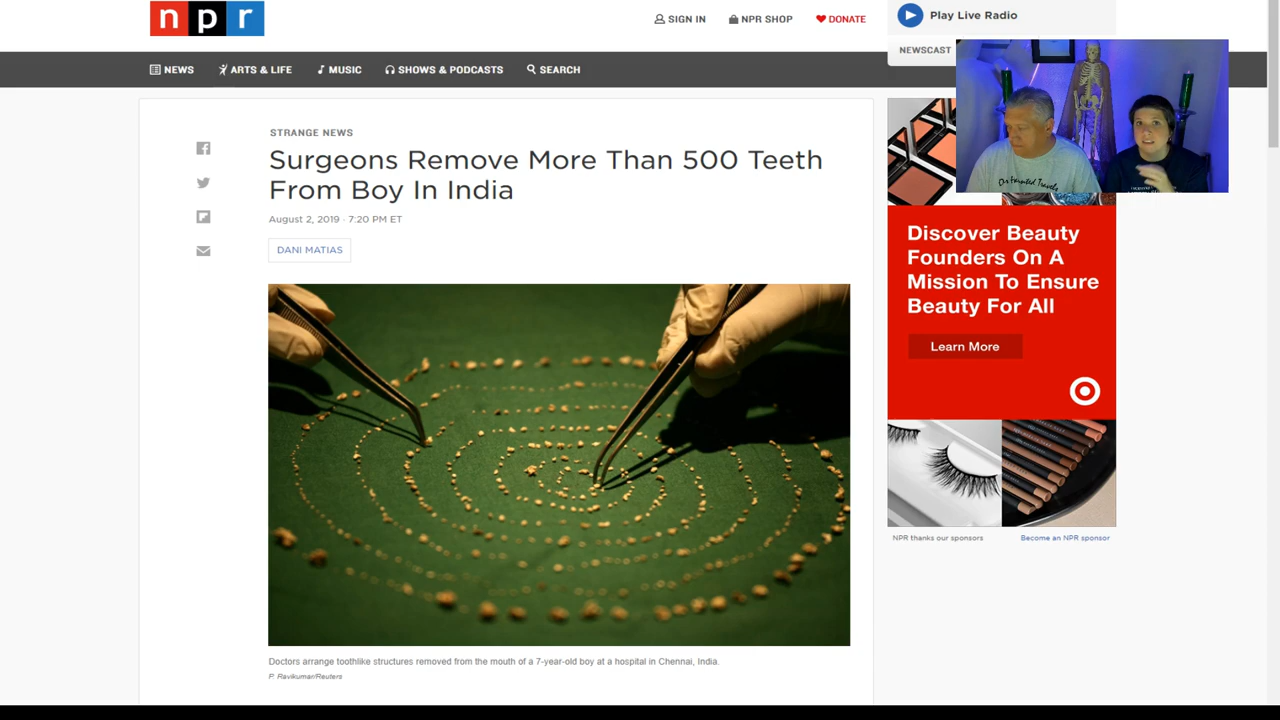 npr
SIGN IN
NPR SHOP
DONATE
Play Live Radio
NEWSCAST
NEWS
ARTS & LIFE
MUSIC
SHOWS & PODCASTS
SEARCH
STRANGE NEWS
Surgeons Remove More Than 500 Teeth
From Boy In India
August 2, 2019 · 7:20 PM ET
DANI MATIAS
Doctors arrange toothlike structures removed from the mouth of a 7-year-old boy at a hospital in Chennai, India.
P. Ravikumar/Reuters
Our Haunted Travels
Discover Beauty
Founders On A
Mission To Ensure
Beauty For All
Learn More
NPR thanks our sponsors
Become an NPR sponsor